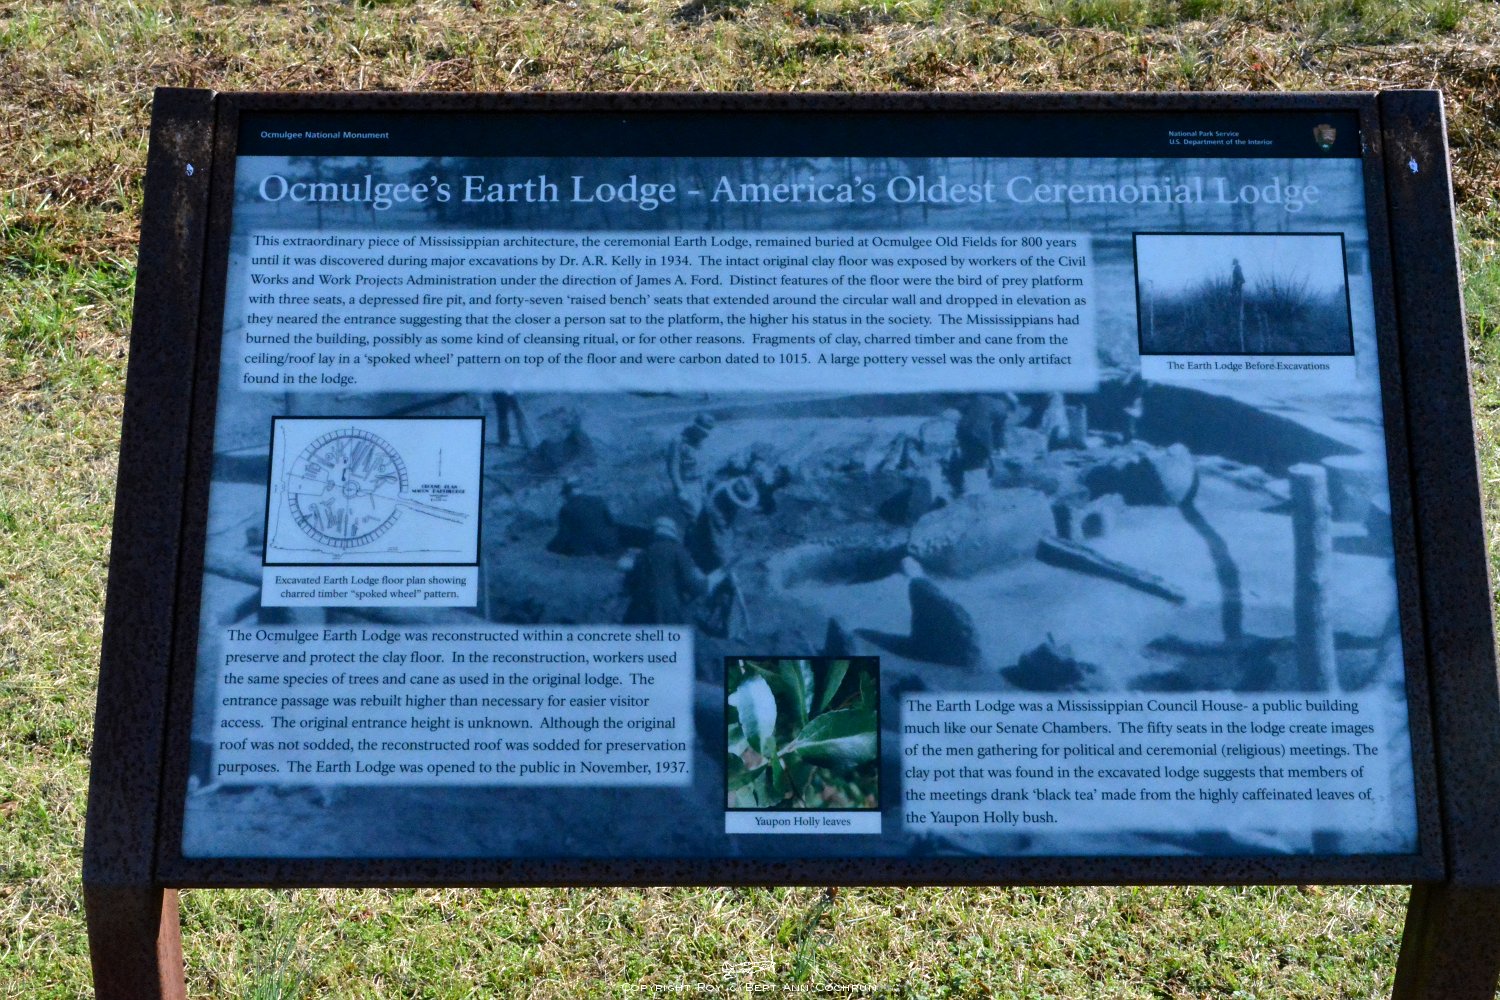 Ocmulgee National Monument
National Park Service
U.S. Department of the Interior
Ocmulgee's Earth Lodge - America's Oldest Ceremonial Lodge
This extraordinary piece of Mississippian architecture, the ceremonial Earth Lodge, remained buried at Ocmulgee Old Fields for 800 years
until it was discovered during major excavations by Dr. A.R. Kelly in 1934. The intact original clay floor was exposed by workers of the Civil
Works and Work Projects Administration under the direction of James A. Ford. Distinct features of the floor were the bird of prey platform
with three seats, a depressed fire pit, and forty-seven 'raised bench' seats that extended around the circular wall and dropped in elevation as
they neared the entrance suggesting that the closer a person sat to the platform, the higher his status in the society. The Mississippians had
burned the building, possibly as some kind of cleansing ritual, or for other reasons. Fragments of clay, charred timber and cane from the
ceiling/roof lay in a 'spoked wheel' pattern on top of the floor and were carbon dated to 1015. A large pottery vessel was the only artifact
found in the lodge.
The Earth Lodge Before Excavations
GROUND PLAN
MACON EARTHLODGE
Excavated Earth Lodge floor plan showing
charred timber "spoked wheel" pattern.
The Ocmulgee Earth Lodge was reconstructed within a concrete shell to
preserve and protect the clay floor. In the reconstruction, workers used
the same species of trees and cane as used in the original lodge. The
entrance passage was rebuilt higher than necessary for easier visitor
access. The original entrance height is unknown. Although the original
roof was not sodded, the reconstructed roof was sodded for preservation
purposes. The Earth Lodge was opened to the public in November, 1937.
Yaupon Holly leaves
The Earth Lodge was a Mississippian Council House- a public building
much like our Senate Chambers. The fifty seats in the lodge create images
of the men gathering for political and ceremonial (religious) meetings. The
clay pot that was found in the excavated lodge suggests that members of
the meetings drank 'black tea' made from the highly caffeinated leaves of
the Yaupon Holly bush.
Copyright Roy & Bept Ann Cochrun